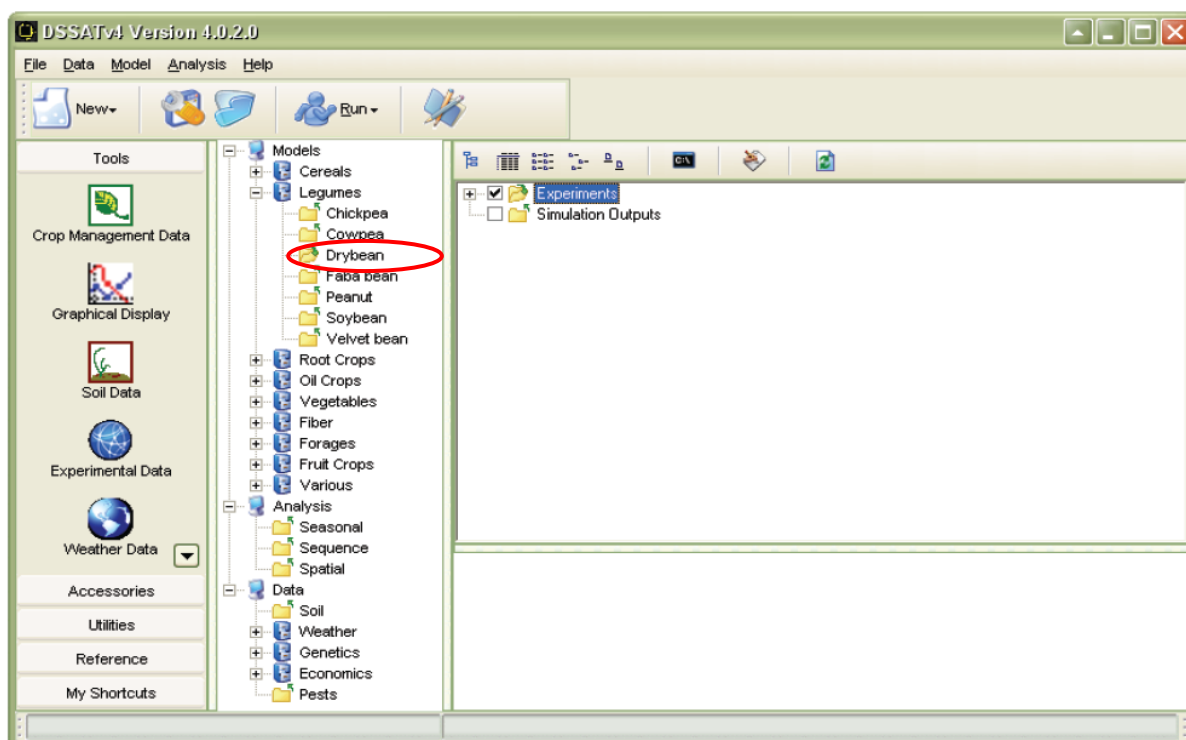 DSSATv4 Version 4.0.2.0
File Data Model Analysis Help
New
Run
Tools
Crop Management Data
Graphical Display
Soil Data
Experimental Data
Weather Data
Accessories
Utilities
Reference
My Shortcuts
Models
Cereals
Legumes
Chickpea
Cowpea
Drybean
Faba bean
Peanut
Soybean
Velvet bean
Root Crops
Oil Crops
Vegetables
Fiber
Forages
Fruit Crops
Various
Analysis
Seasonal
Sequence
Spatial
Data
Soil
Weather
Genetics
Economics
Pests
C:\
Experiments
Simulation Outputs